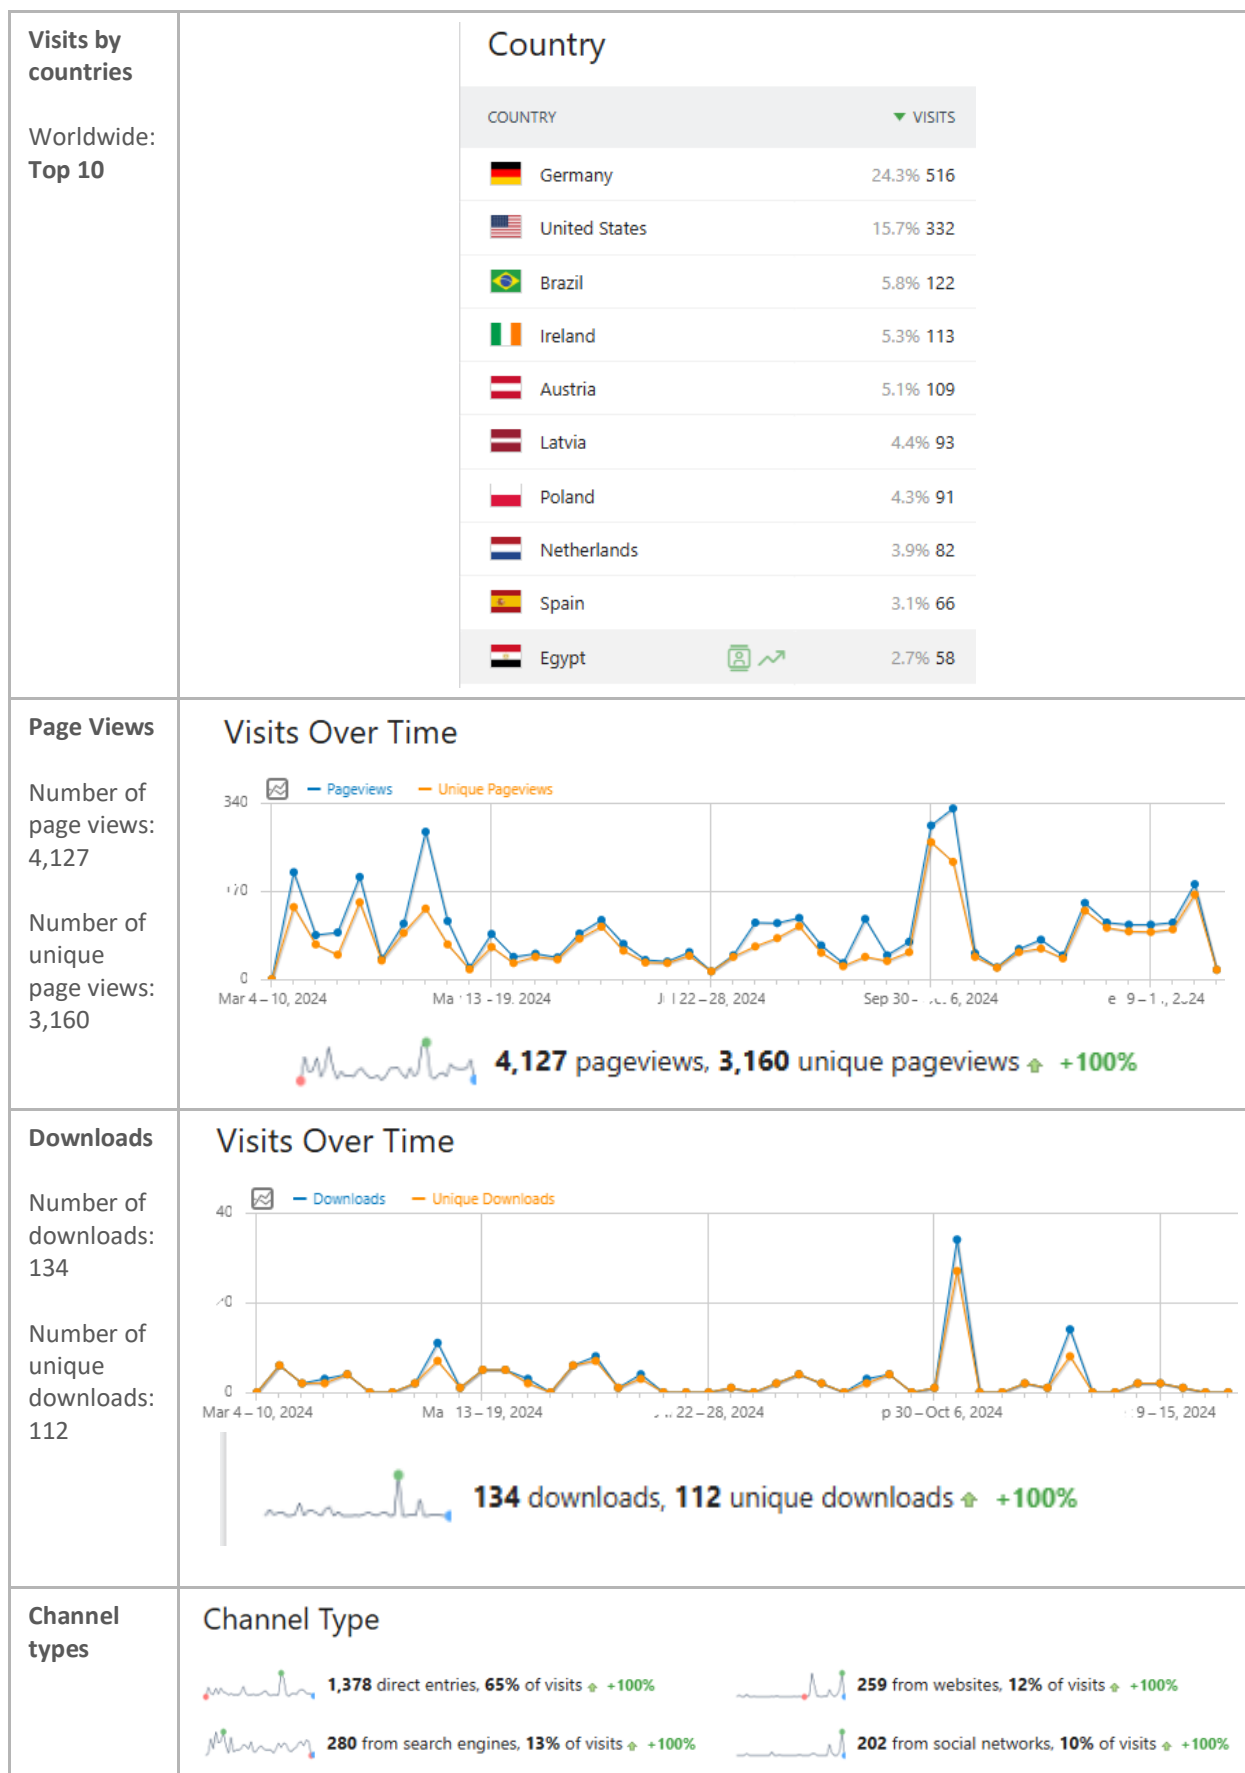 Visits by
countries
Worldwide:
Top 10
Country
COUNTRY VISITS
Germany 24.3% 516
United States 15.7% 332
Brazil 5.8% 122
Ireland 5.3% 113
Austria 5.1% 109
Latvia 4.4% 93
Poland 4.3% 91
Netherlands 3.9% 82
Spain 3.1% 66
Egypt 2.7% 58
Page Views
Number of
page views:
4,127
Number of
unique
page views:
3,160
Visits Over Time
Pageviews Unique Pageviews
340
0
Mar 4 – 10, 2024 13 - 19, 2024 22 – 28, 2024 Sep 30 - 6, 2024
4,127 pageviews, 3,160 unique pageviews +100%
Downloads
Number of
downloads:
134
Number of
unique
downloads:
112
Visits Over Time
Downloads Unique Downloads
40
0
Mar 4 – 10, 2024 13 – 19, 2024 22 – 28, 2024 30 – Oct 6, 2024 9 – 15, 2024
134 downloads, 112 unique downloads +100%
Channel
types
Channel Type
1,378 direct entries, 65% of visits +100% 259 from websites, 12% of visits +100%
280 from search engines, 13% of visits +100% 202 from social networks, 10% of visits +100%